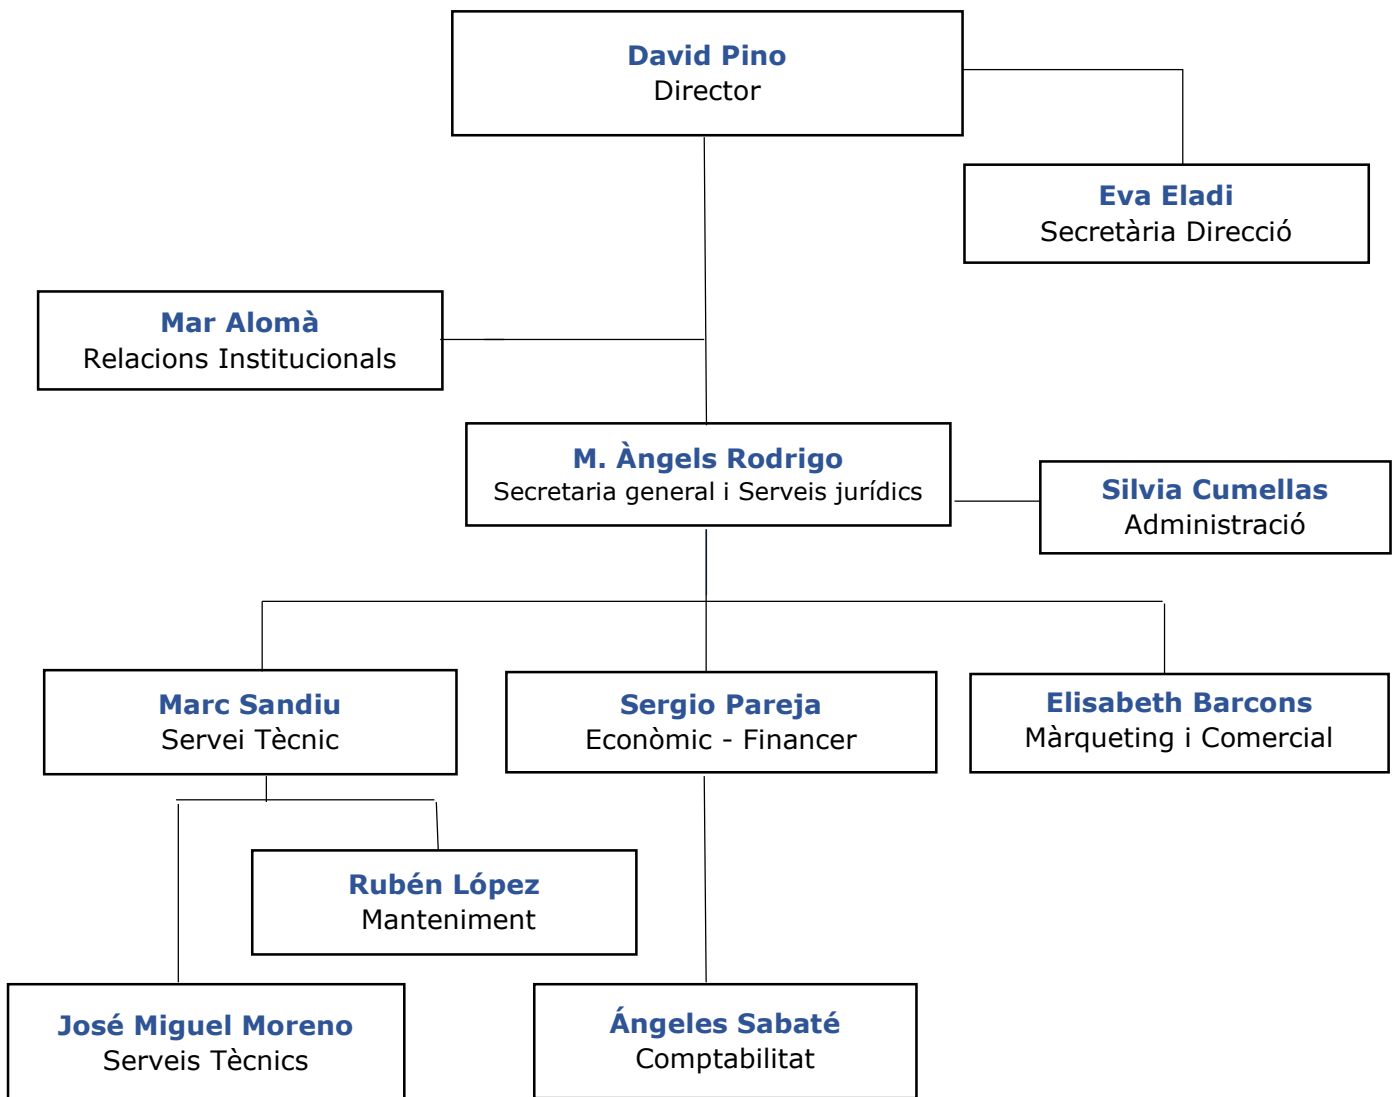 David Pino
Director
Eva Eladi
Secretària Direcció
Mar Alomà
Relacions Institucionals
M. Àngels Rodrigo
Secretaria general i Serveis jurídics
Silvia Cumellas
Administració
Marc Sandiu
Servei Tècnic
Sergio Pareja
Econòmic - Financer
Elisabeth Barcons
Màrqueting i Comercial
Rubén López
Manteniment
José Miguel Moreno
Serveis Tècnics
Ángeles Sabaté
Comptabilitat